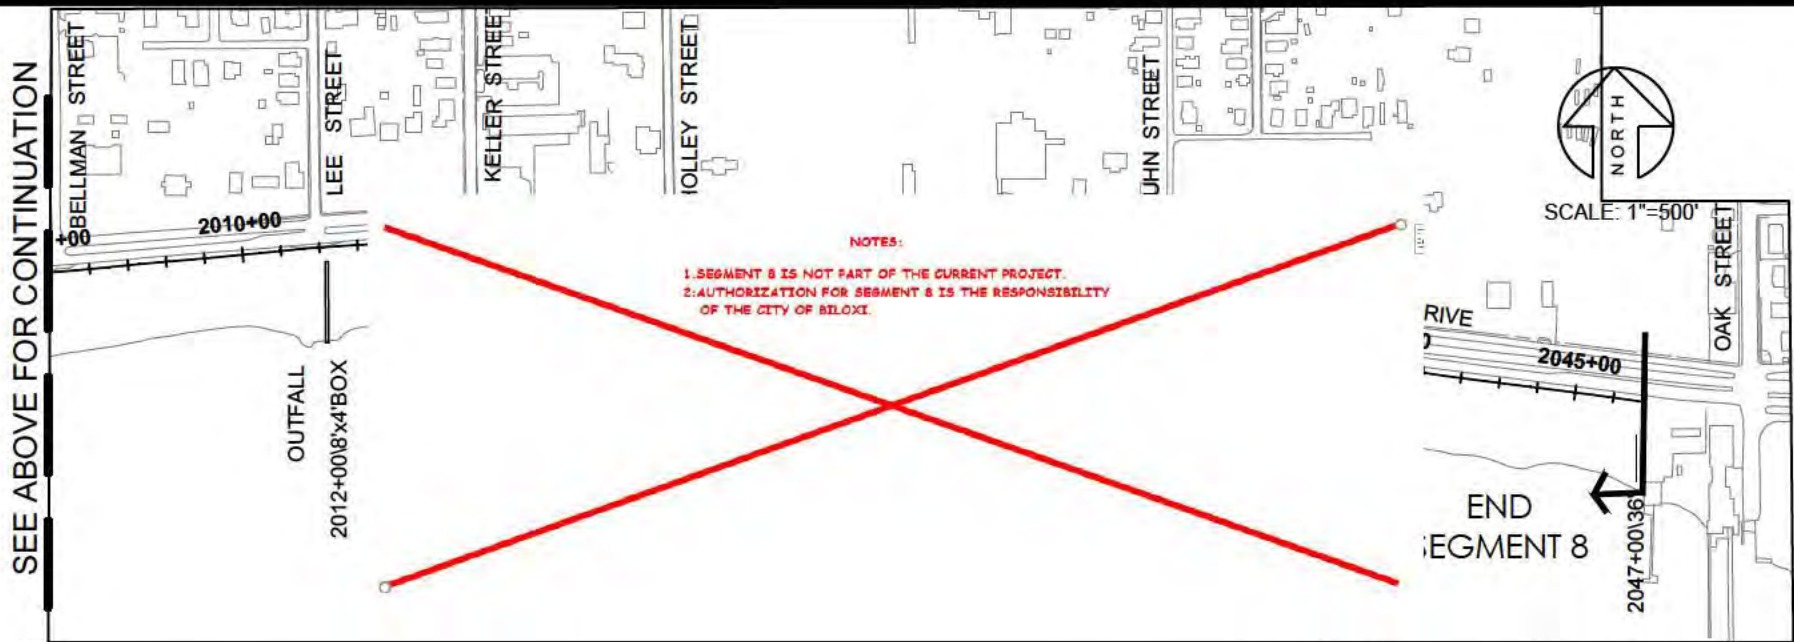 SEE ABOVE FOR CONTINUATION
BELLMAN STREET
LEE STREET
KELLER STREET
IOLLEY STREET
UHN STREET
NORTH
SCALE: 1"=500'
OAK STREET
+00
2010+00
NOTES:
1.SEGMENT 8 IS NOT PART OF THE CURRENT PROJECT.
2:AUTHORIZATION FOR SEGMENT 8 IS THE RESPONSIBILITY
OF THE CITY OF BILOXI.
RIVE
2045+00
OUTFALL
2012+00\8'x4'BOX
END
SEGMENT 8
2047+00\36"